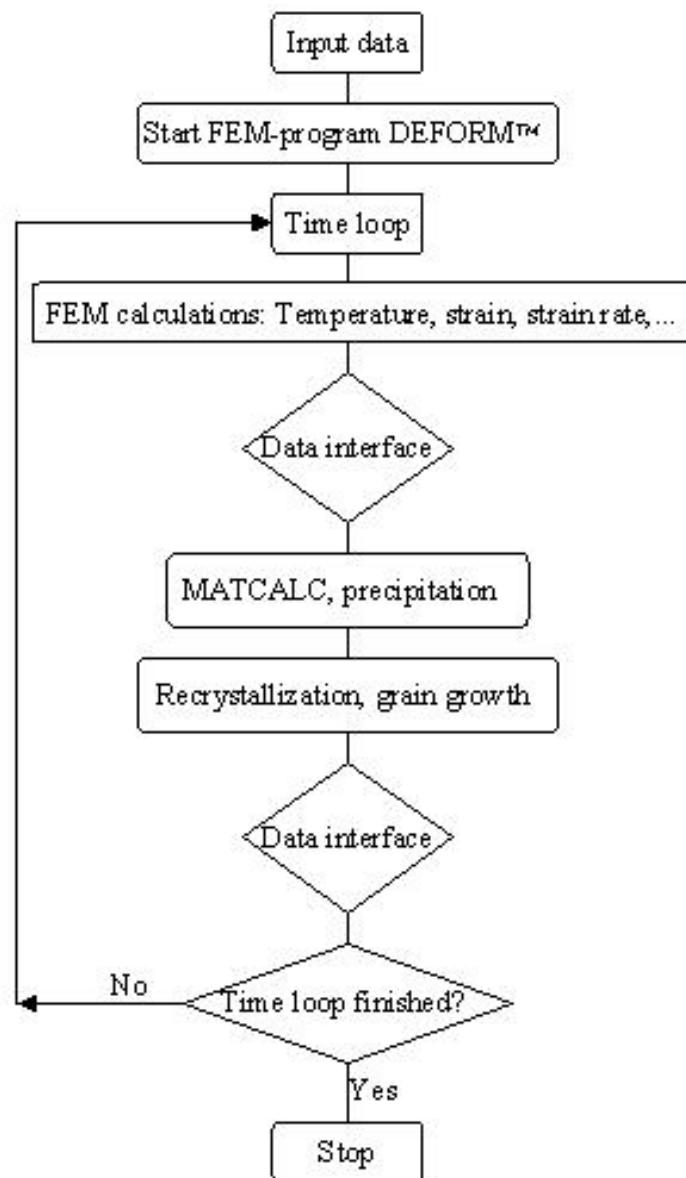 Input data
Start FEM-program DEFORM™
Time loop
FEM calculations: Temperature, strain, strain rate,...
Data interface
MATCALC, precipitation
Recrystallization, grain growth
Data interface
No
Time loop finished?
Yes
Stop